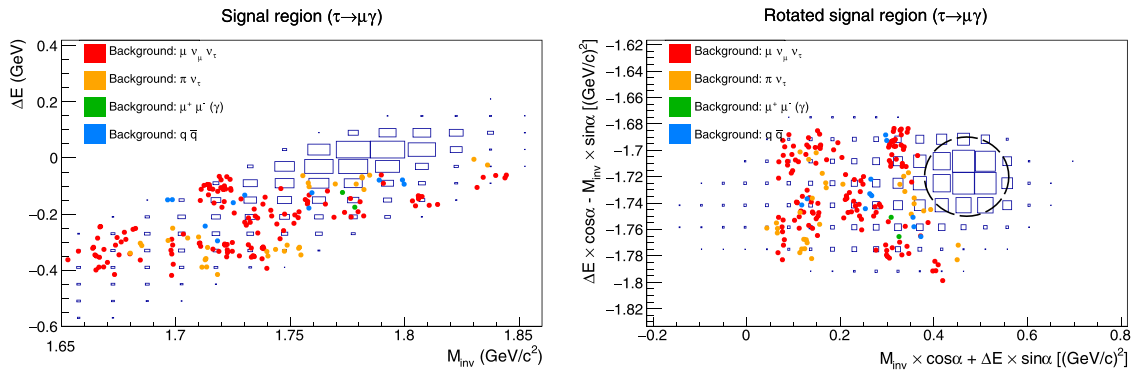 Signal region (τ→μγ)
ΔE (GeV)
0.4
0.2
0
−0.2
−0.4
−0.6
Background: μ ν_μ ν_τ
Background: π ν_τ
Background: μ⁺ μ⁻ (γ)
Background: q q̅
1.65 1.7 1.75 1.8 1.85
M_inv (GeV/c²)
Rotated signal region (τ→μγ)
ΔE × cosα - M_inv × sinα [(GeV/c)²]
−1.62
−1.64
−1.66
−1.68
−1.7
−1.72
−1.74
−1.76
−1.78
−1.8
−1.82
Background: μ ν_μ ν_τ
Background: π ν_τ
Background: μ⁺ μ⁻ (γ)
Background: q q̅
−0.2 0 0.2 0.4 0.6 0.8
M_inv × cosα + ΔE × sinα [(GeV/c)²]